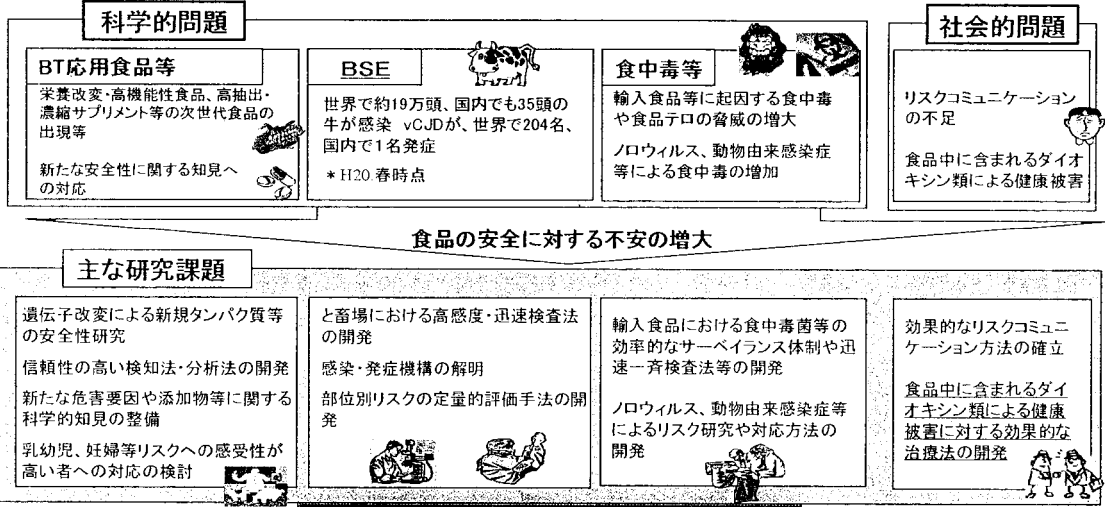 科学的問題
BT応用食品等
栄養改変・高機能性食品、高抽出・
濃縮サプリメント等の次世代食品の
出現等
新たな安全性に関する知見へ
の対応
BSE
世界で約19万頭、国内でも35頭の
牛が感染 vCJDが、世界で204名、
国内で1名発症
*H20.春時点
食中毒等
輸入食品等に起因する食中毒
や食品テロの脅威の増大
ノロウィルス、動物由来感染症
等による食中毒の増加
社会的問題
リスクコミュニケーション
の不足
食品中に含まれるダイオ
キシン類による健康被害
食品の安全に対する不安の増大
主な研究課題
遺伝子改変による新規タンパク質等
の安全性研究
信頼性の高い検知法・分析法の開発
新たな危害要因や添加物等に関する
科学的知見の整備
乳幼児、妊婦等リスクへの感受性が
高い者への対応の検討
と畜場における高感度・迅速検査法
の開発
感染・発症機構の解明
部位別リスクの定量的評価手法の開
発
輸入食品における食中毒菌等の
効率的なサーベイランス体制や迅
速一斉検査法等の開発
ノロウィルス、動物由来感染症等
によるリスク研究や対応方法の
開発
効果的なリスクコミュニ
ケーション方法の確立
食品中に含まれるダイ
オキシン類による健康
被害に対する効果的な
治療法の開発